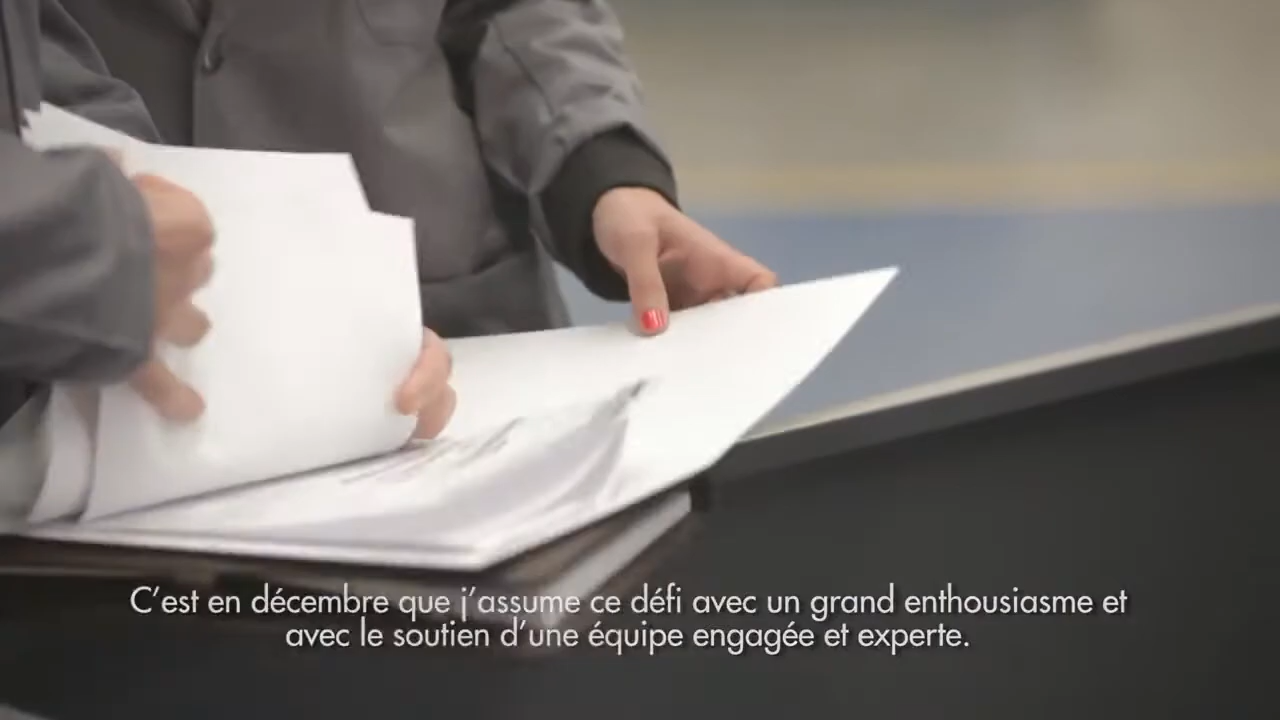 C’est en décembre que j’assume ce défi avec un grand enthousiasme et
avec le soutien d’une équipe engagée et experte.